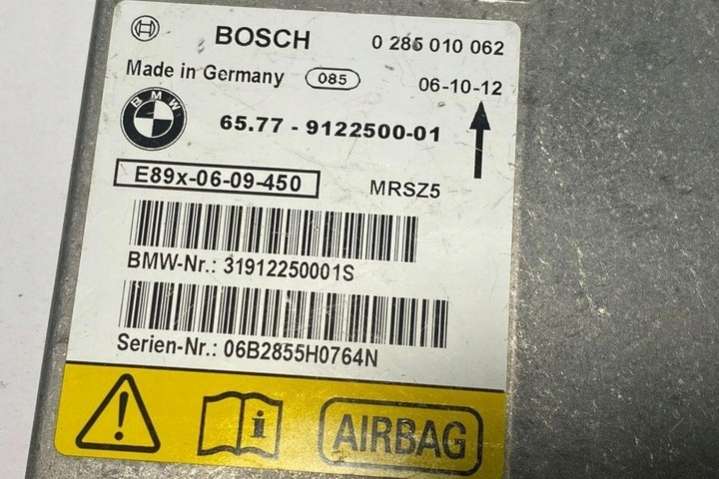 BOSCH 0 285 010 062
Made in Germany 085 06-10-12
BMW
65.77 - 9122500-01
E89x-06-09-450 MRSZ5
BMW-Nr.: 31912250001S
Serien-Nr.: 06B2855H0764N
i AIRBAG